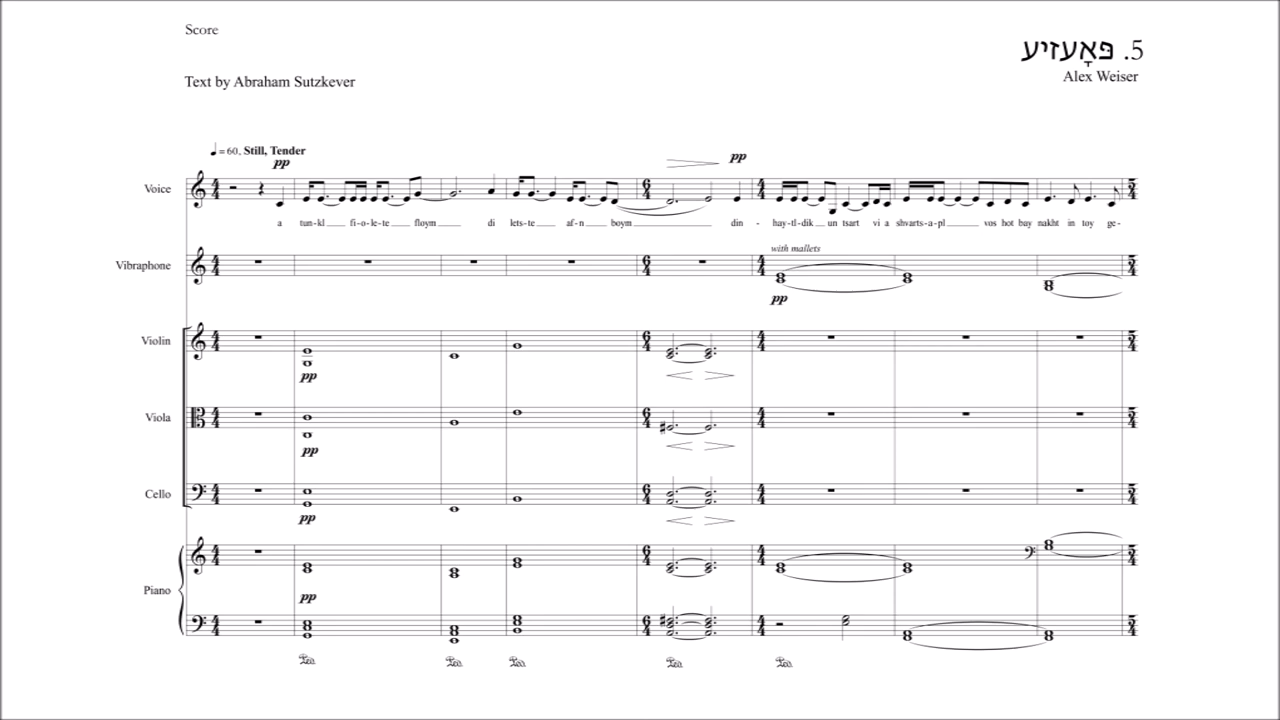 Score
5. פּאָעזיע
Alex Weiser
Text by Abraham Sutzkever
♩ = 60, Still, Tender
pp
pp
Voice
a tun-kl fi-o-le-te floym di lets-te af-n boym din - hay-tl-dik un tsart vi a shvarts-a-pl vos hot bay nakht in toy ge-
with mallets
Vibraphone
pp
Violin
pp
Viola
pp
Cello
pp
Piano
pp